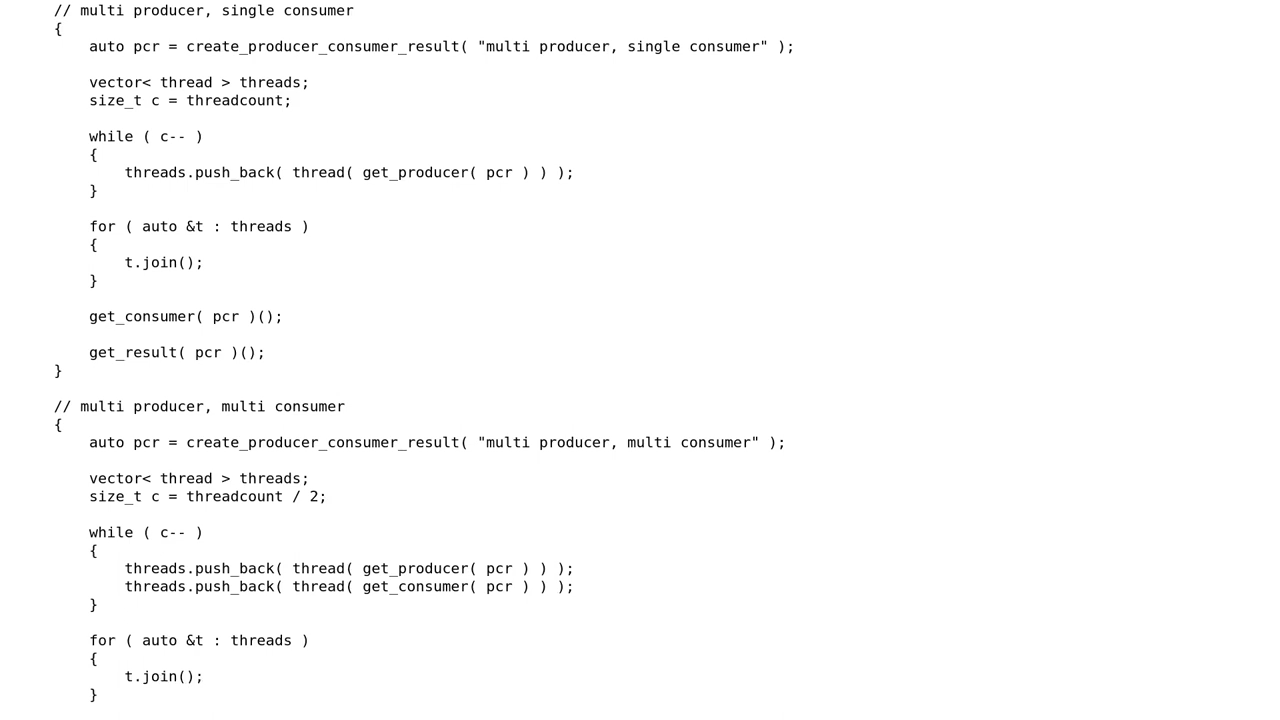 // multi producer, single consumer
{
    auto pcr = create_producer_consumer_result( "multi producer, single consumer" );

    vector< thread > threads;
    size_t c = threadcount;

    while ( c-- )
    {
        threads.push_back( thread( get_producer( pcr ) ) );
    }

    for ( auto &t : threads )
    {
        t.join();
    }

    get_consumer( pcr )();

    get_result( pcr )();
}

// multi producer, multi consumer
{
    auto pcr = create_producer_consumer_result( "multi producer, multi consumer" );

    vector< thread > threads;
    size_t c = threadcount / 2;

    while ( c-- )
    {
        threads.push_back( thread( get_producer( pcr ) ) );
        threads.push_back( thread( get_consumer( pcr ) ) );
    }

    for ( auto &t : threads )
    {
        t.join();
    }